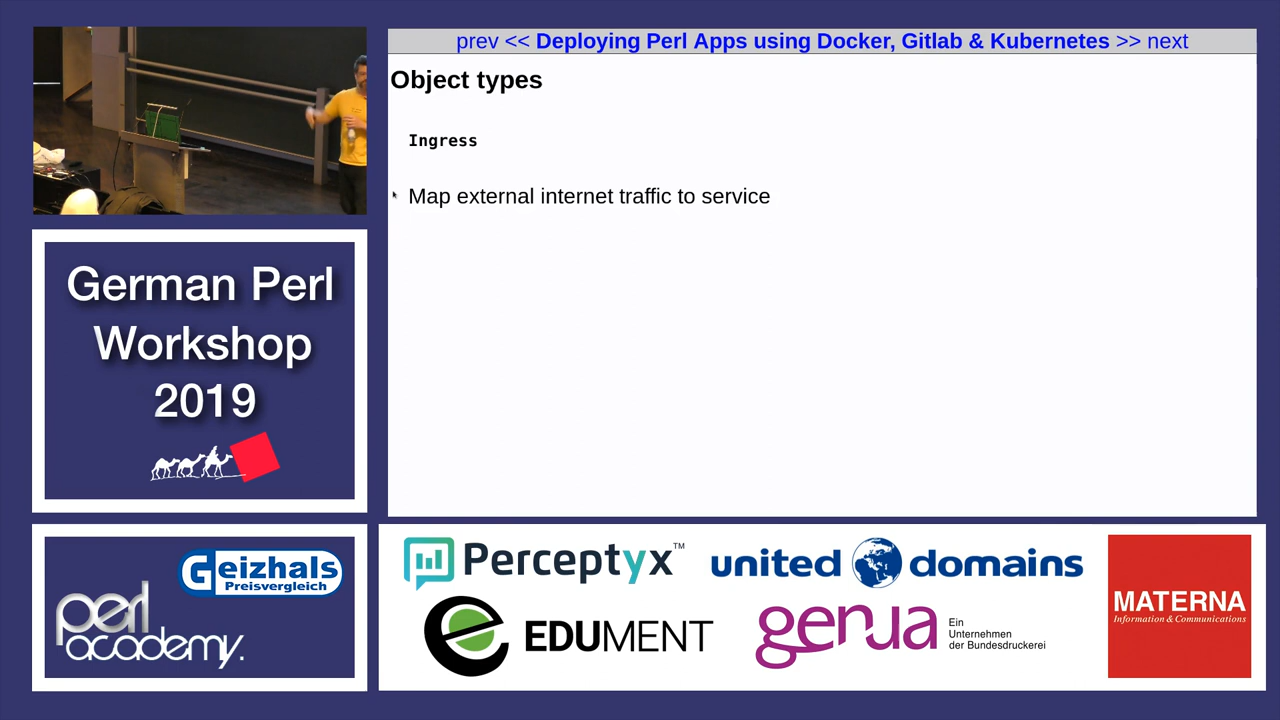 prev << Deploying Perl Apps using Docker, Gitlab & Kubernetes >> next
Object types
Ingress
Map external internet traffic to service
German Perl
Workshop
2019
Geizhals
Preisvergleich
perl
academy.
Perceptyx™
united domains
EDUMENT
genua
Ein
Unternehmen
der Bundesdruckerei
MATERNA
Information & Communications